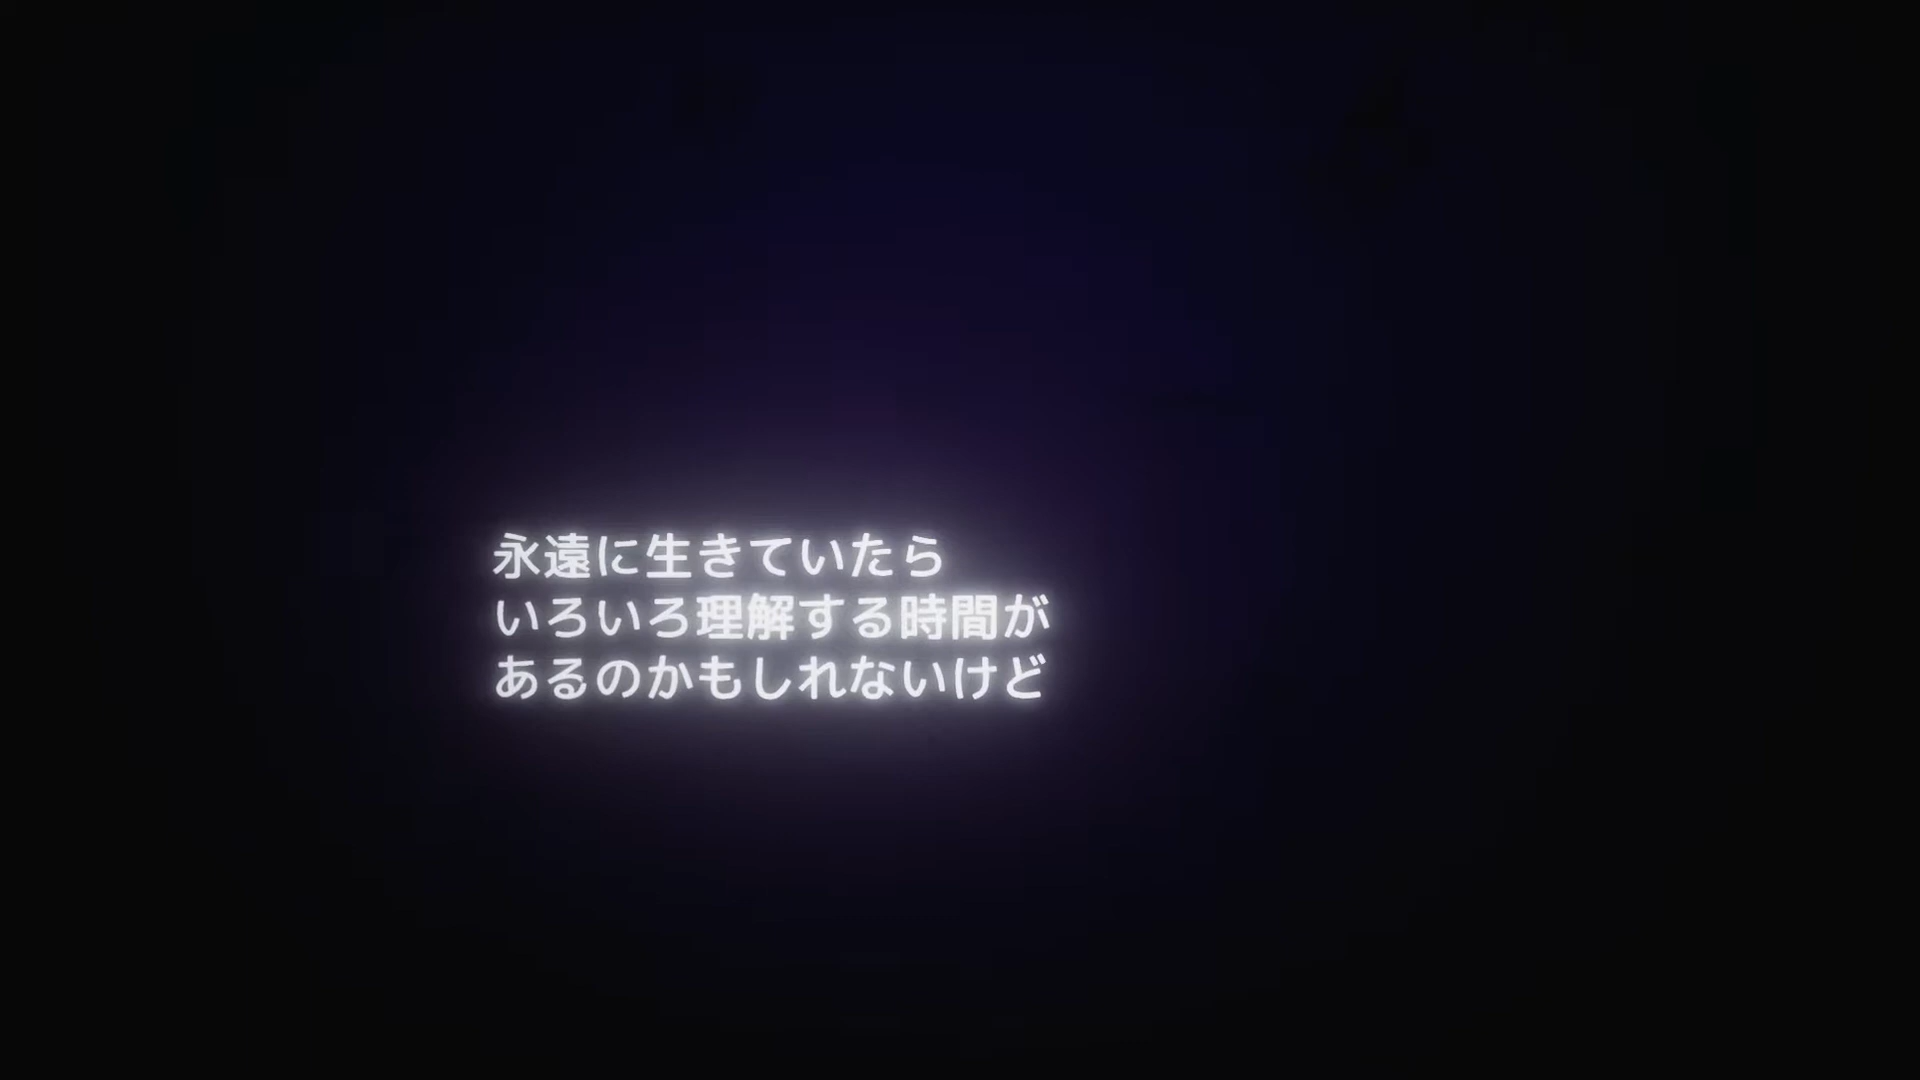 永遠に生きていたら
いろいろ理解する時間が
あるのかもしれないけど